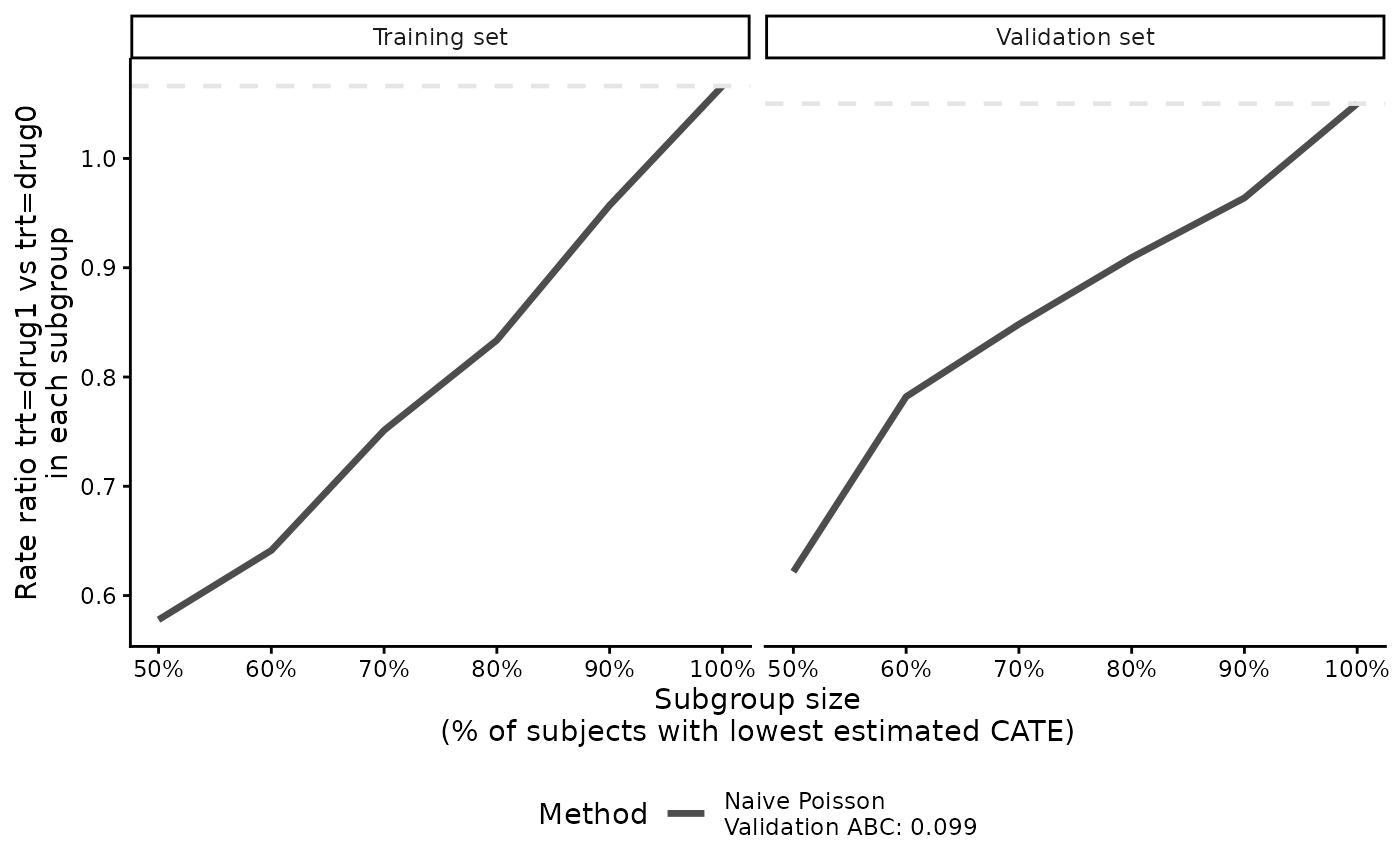 Training set
Validation set
Rate ratio trt=drug1 vs trt=drug0
in each subgroup
1.0
0.9
0.8
0.7
0.6
50% 60% 70% 80% 90% 100%
50% 60% 70% 80% 90% 100%
Subgroup size
(% of subjects with lowest estimated CATE)
Method
Naive Poisson
Validation ABC: 0.099